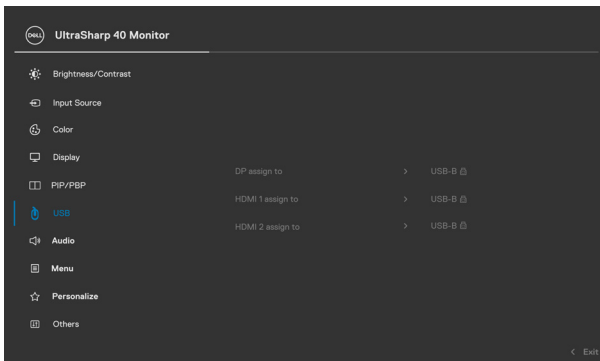 DELL
UltraSharp 40 Monitor
Brightness/Contrast
Input Source
Color
Display
PIP/PBP
USB
Audio
Menu
Personalize
Others
DP assign to > USB-B
HDMI 1 assign to > USB-B
HDMI 2 assign to > USB-B
< Exit